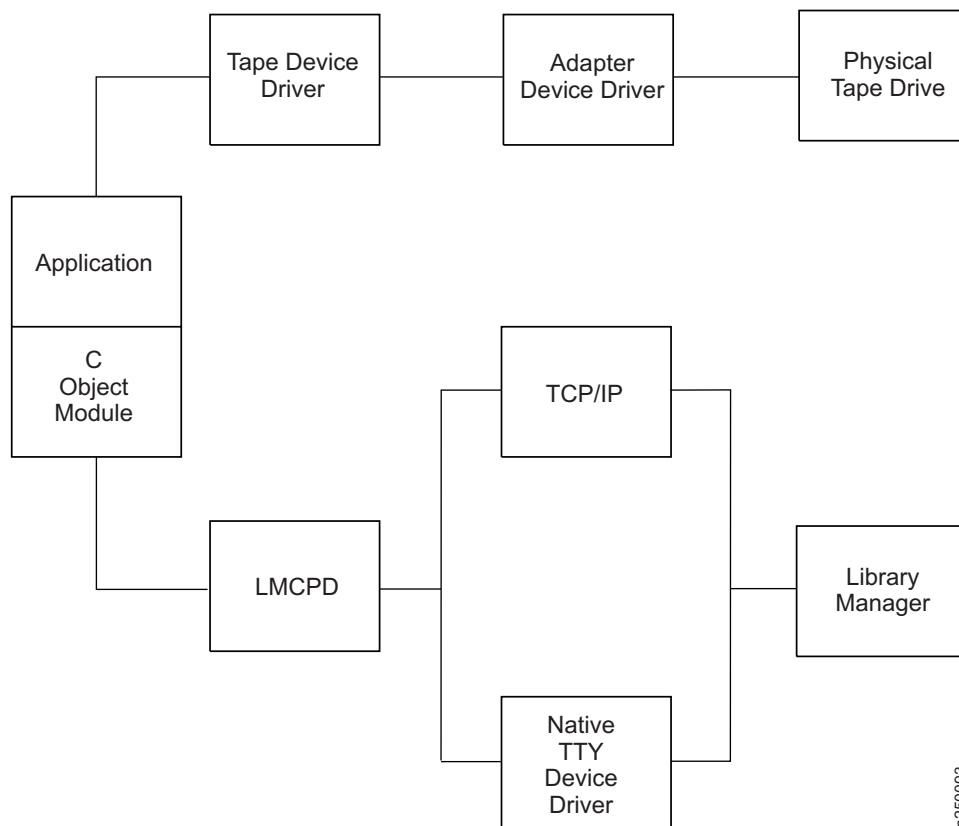 Tape Device
Driver
Adapter
Device Driver
Physical
Tape Drive
Application
C
Object
Module
TCP/IP
LMCPD
Library
Manager
Native
TTY
Device
Driver